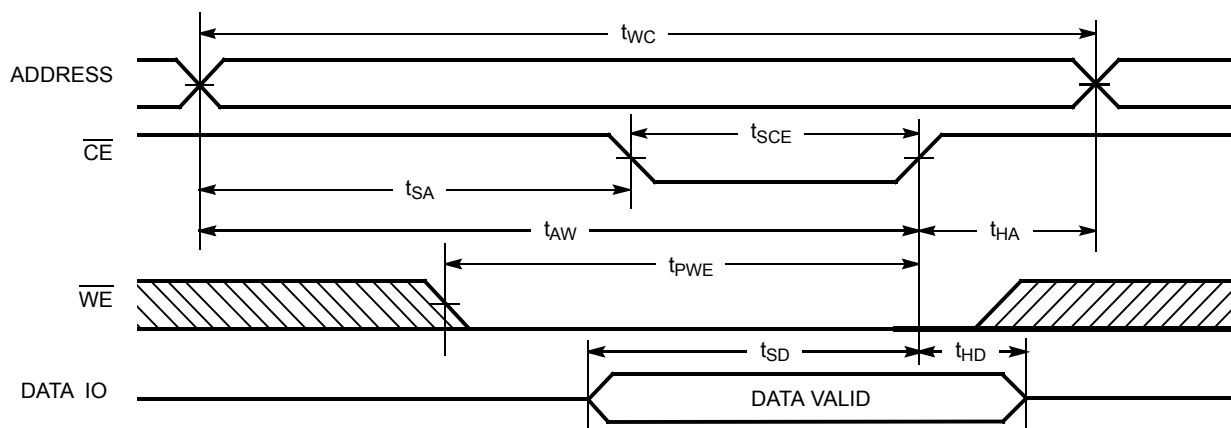 tWC
ADDRESS
CE
tSCE
tSA
tAW
tHA
tPWE
WE
tSD
tHD
DATA IO
DATA VALID